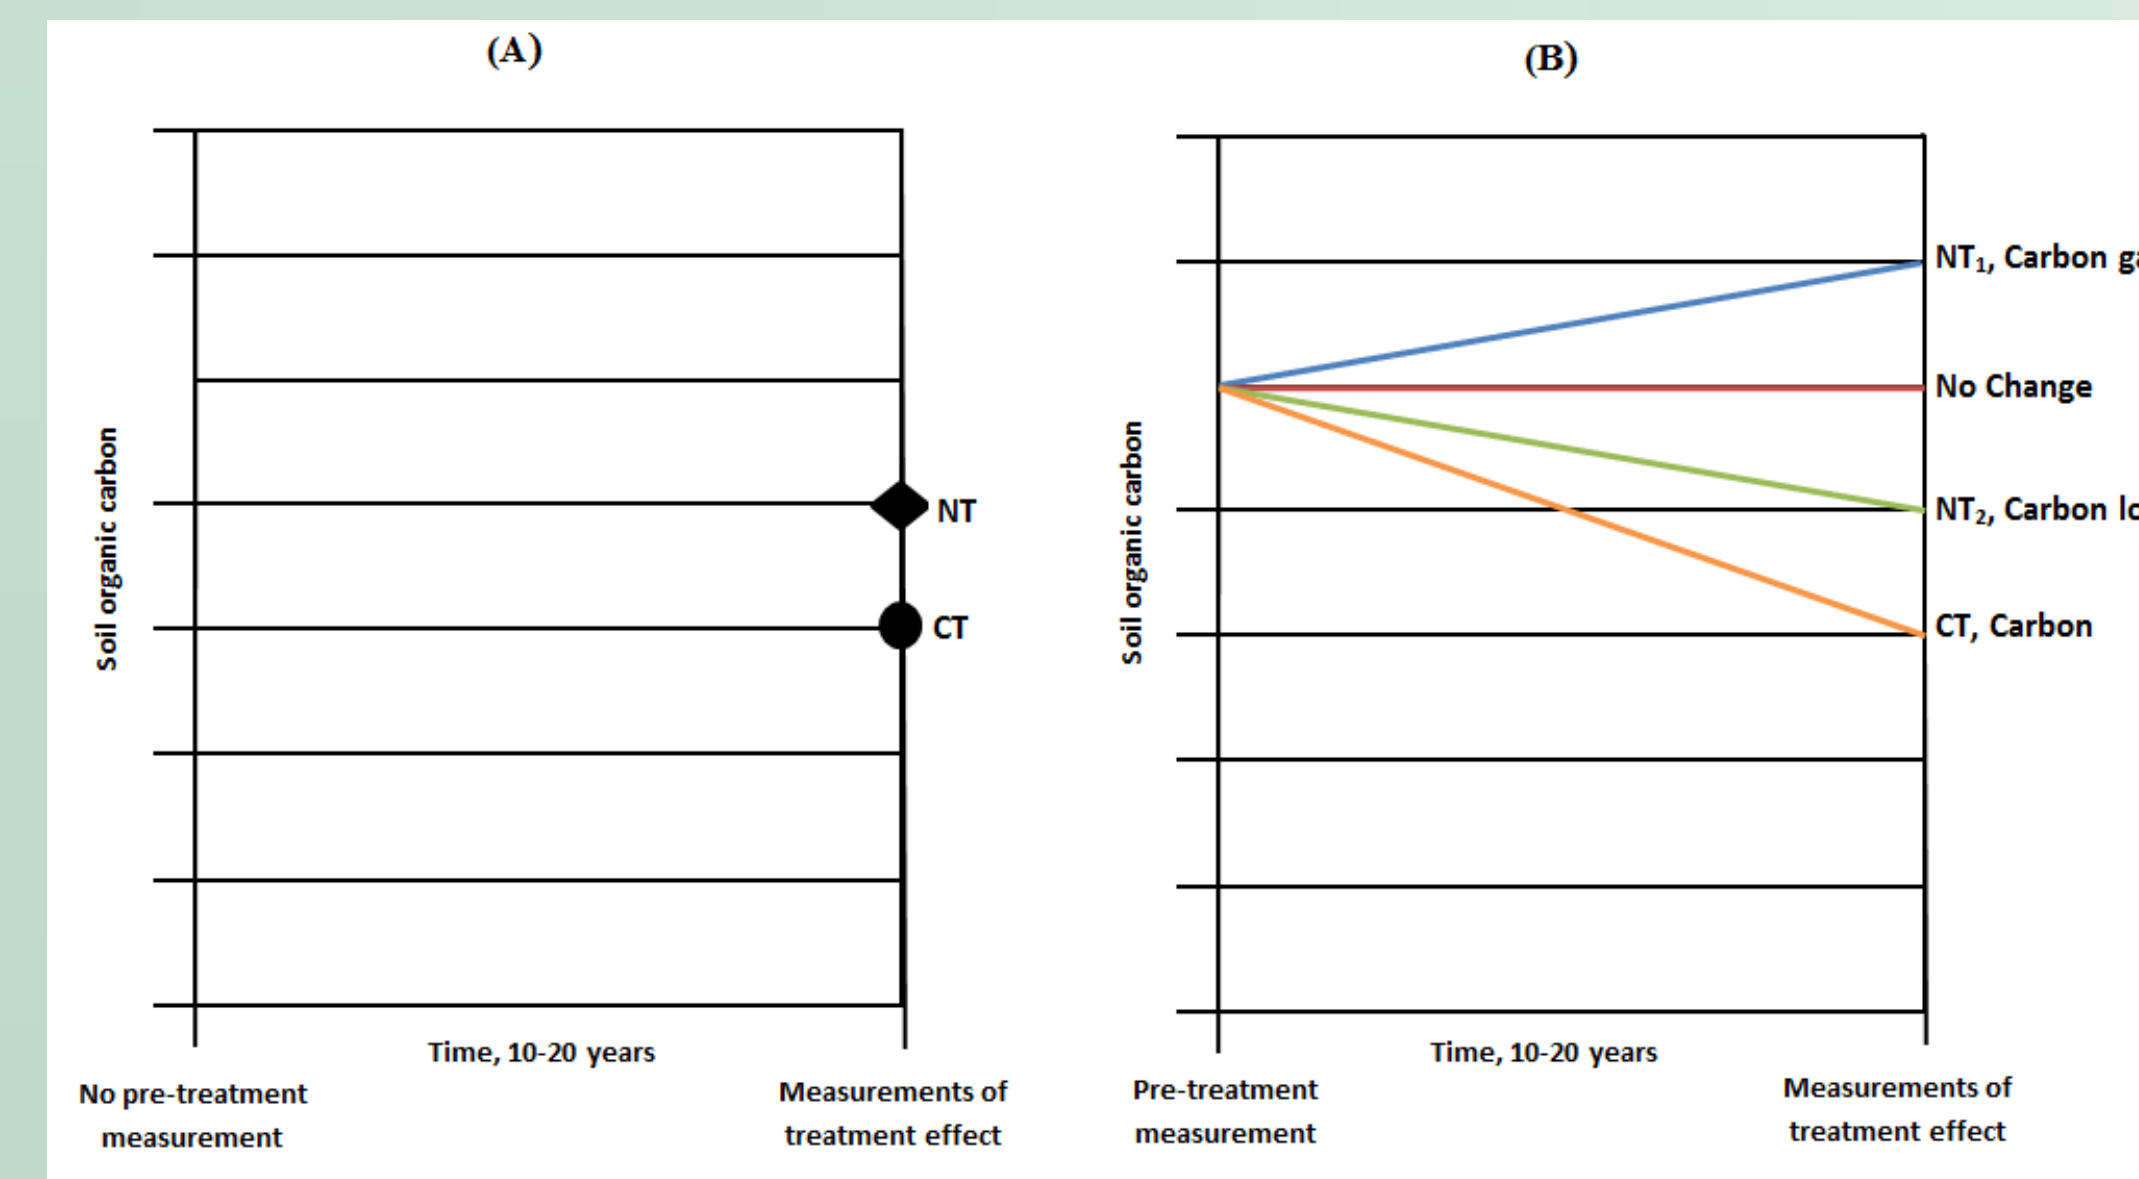 (A)
Soil organic carbon
NT
CT
Time, 10-20 years
No pre-treatment
measurement
Measurements of
treatment effect
(B)
Soil organic carbon
NT₁, Carbon
No Change
NT₂, Carbon
CT, Carbon
Time, 10-20 years
Pre-treatment
measurement
Measurements of
treatment effect